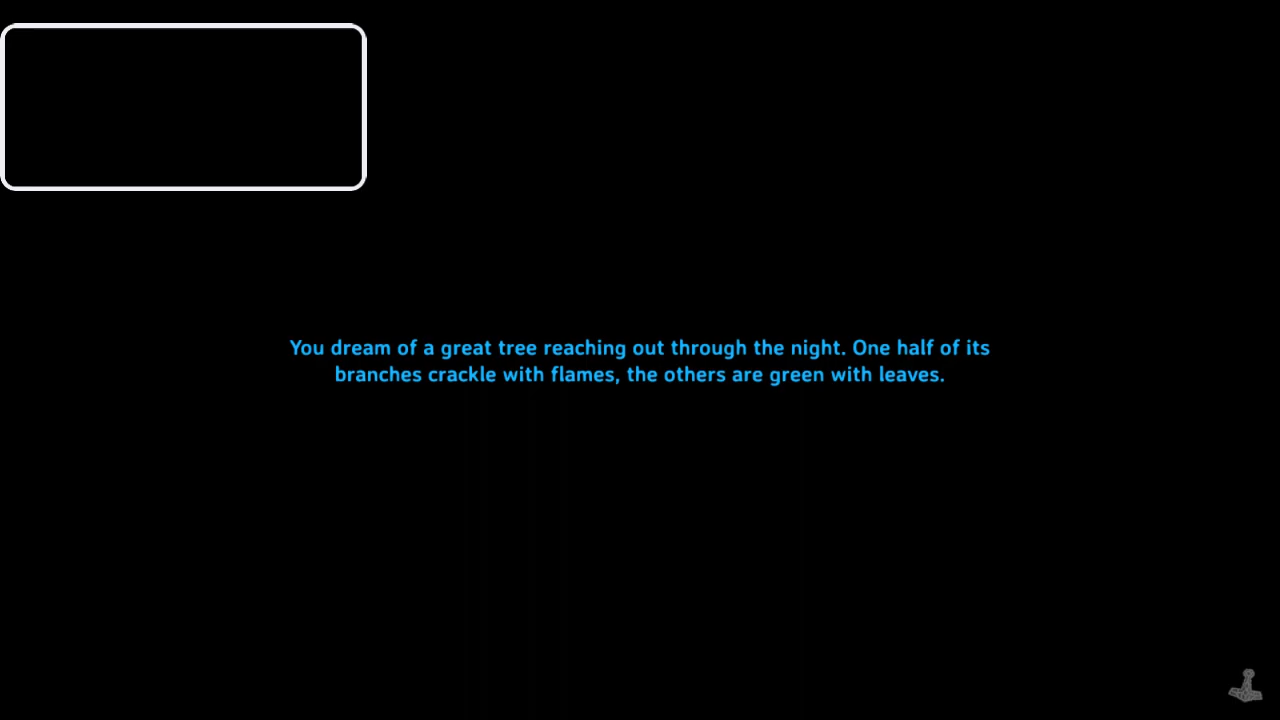 You dream of a great tree reaching out through the night. One half of its
branches crackle with flames, the others are green with leaves.